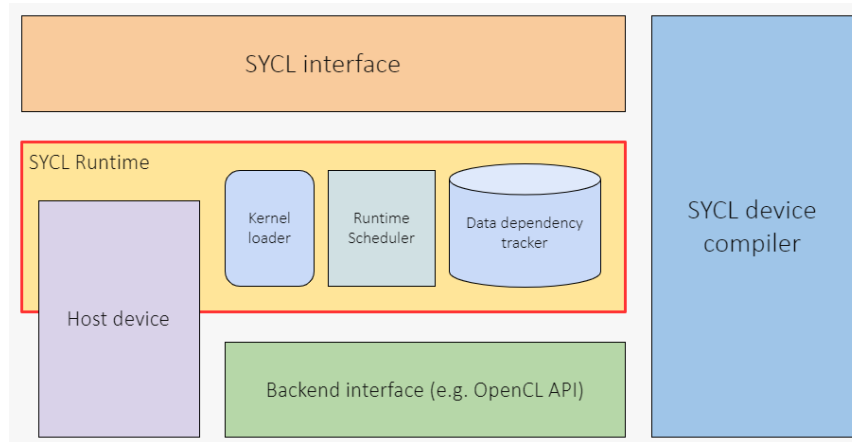 SYCL interface
SYCL Runtime
Kernel
loader
Runtime
Scheduler
Data dependency
tracker
Host device
Backend interface (e.g. OpenCL API)
SYCL device
compiler